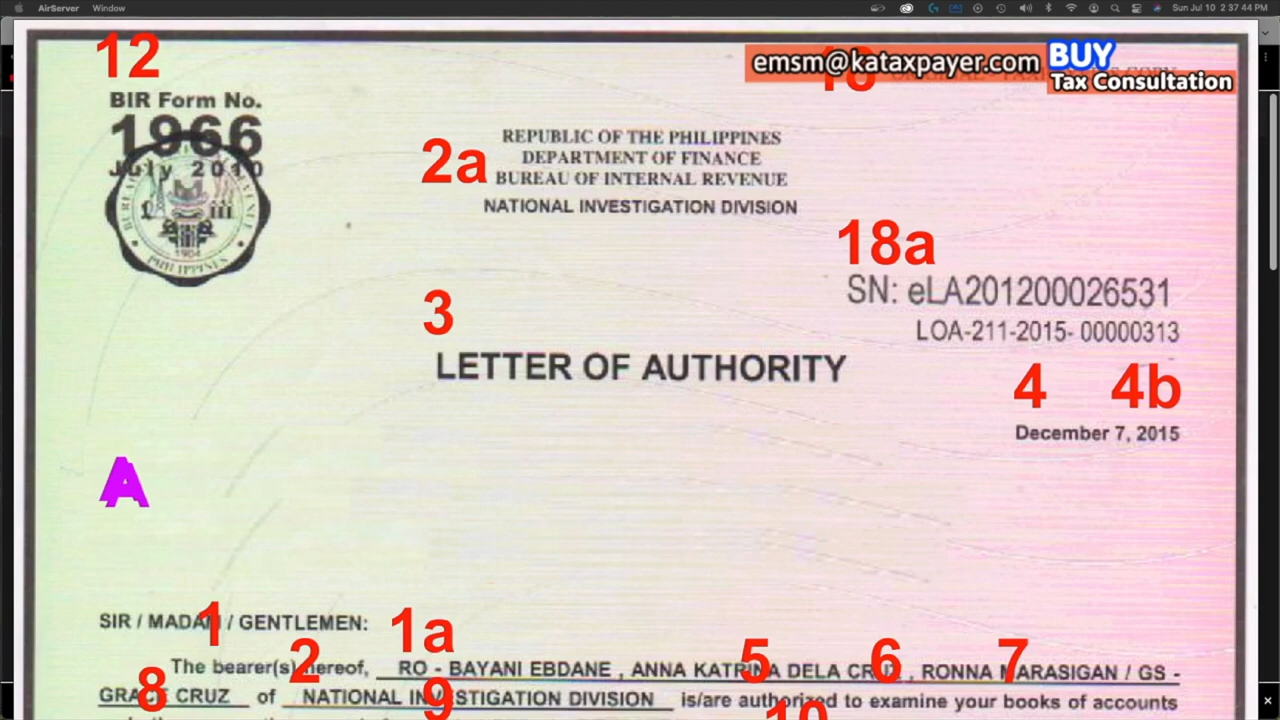 AirServer Window
Sun Jul 10 2:37:44 PM
12
emsm@kataxpayer.com
BUY
Tax Consultation
BIR Form No.
1966
July 2010
2a
REPUBLIC OF THE PHILIPPINES
DEPARTMENT OF FINANCE
BUREAU OF INTERNAL REVENUE
NATIONAL INVESTIGATION DIVISION
1904
PHILIPPINES
18a
SN: eLA201200026531
LOA-211-2015- 00000313
3
LETTER OF AUTHORITY
4 4b
December 7, 2015
A
1 1a
SIR / MADAM / GENTLEMEN:
2 5 6 7
The bearer(s) hereof, RO - BAYANI EBDANE , ANNA KATRINA DELA CRUZ , RONNA MARASIGAN / GS -
8 9 10
GRACE CRUZ of NATIONAL INVESTIGATION DIVISION is/are authorized to examine your books of accounts